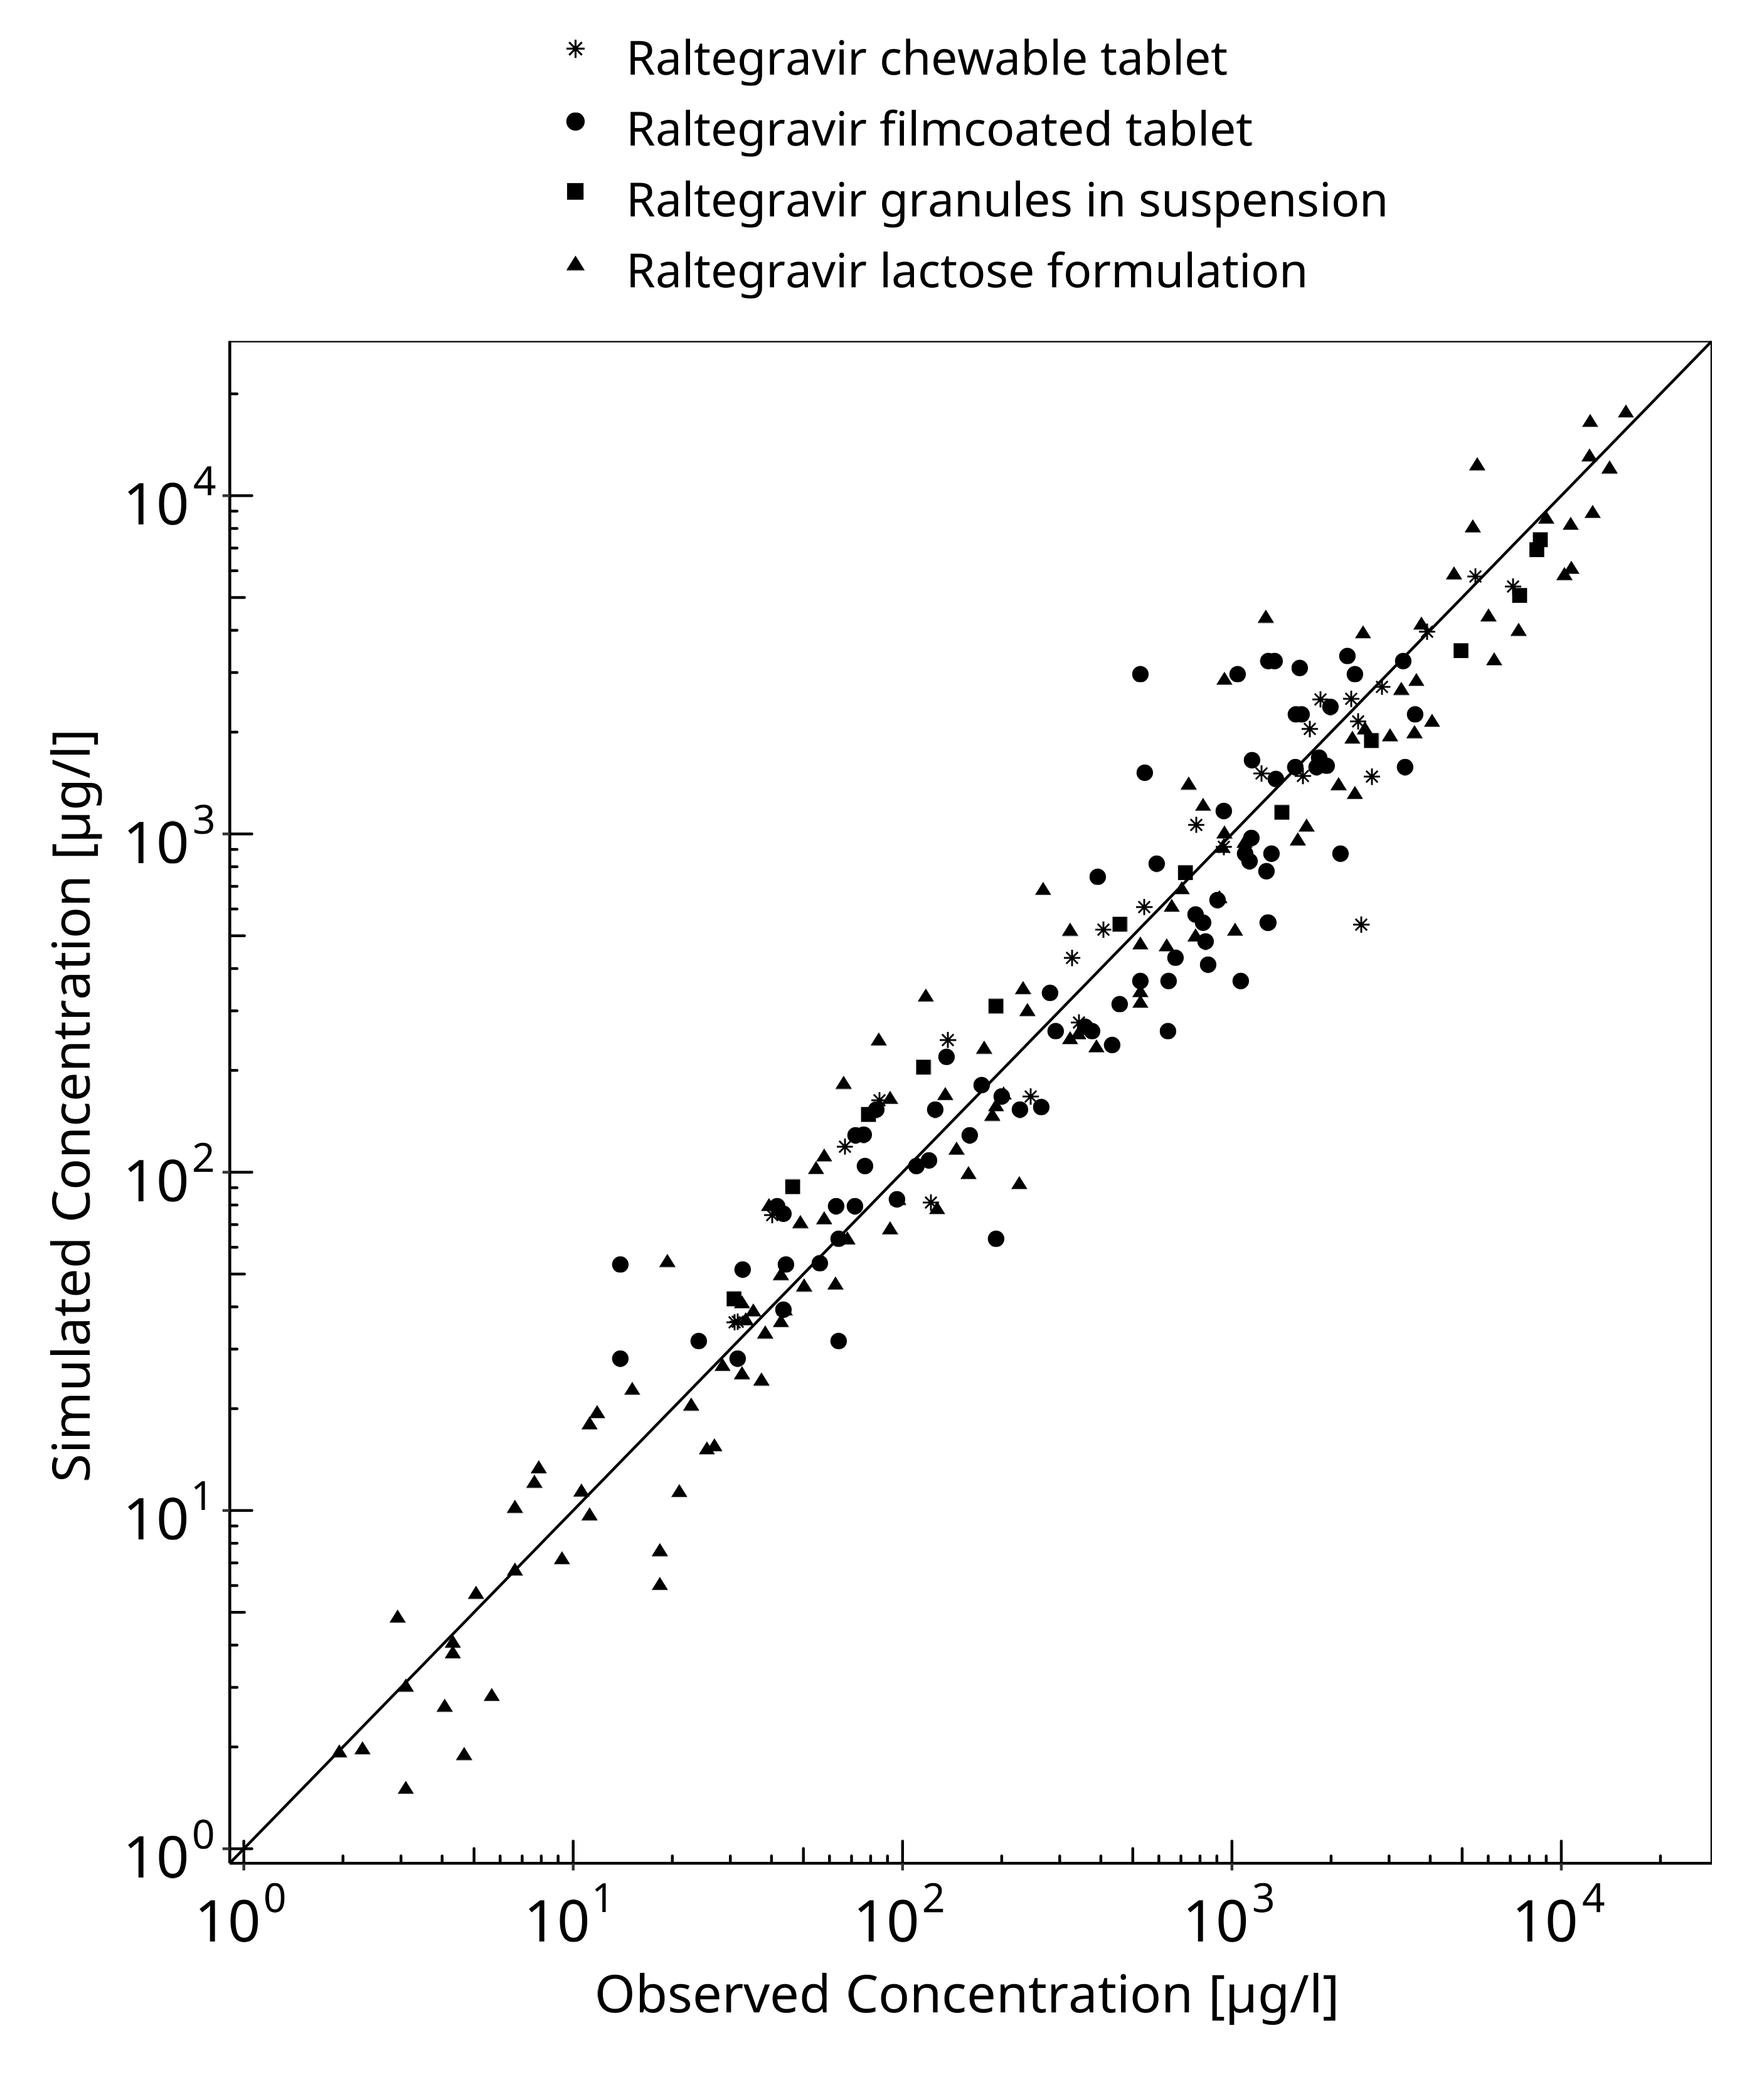 Raltegravir chewable tablet
Raltegravir filmcoated tablet
Raltegravir granules in suspension
Raltegravir lactose formulation
Simulated Concentration [µg/l]
10^4
10^3
10^2
10^1
10^0
10^0 10^1 10^2 10^3 10^4
Observed Concentration [µg/l]